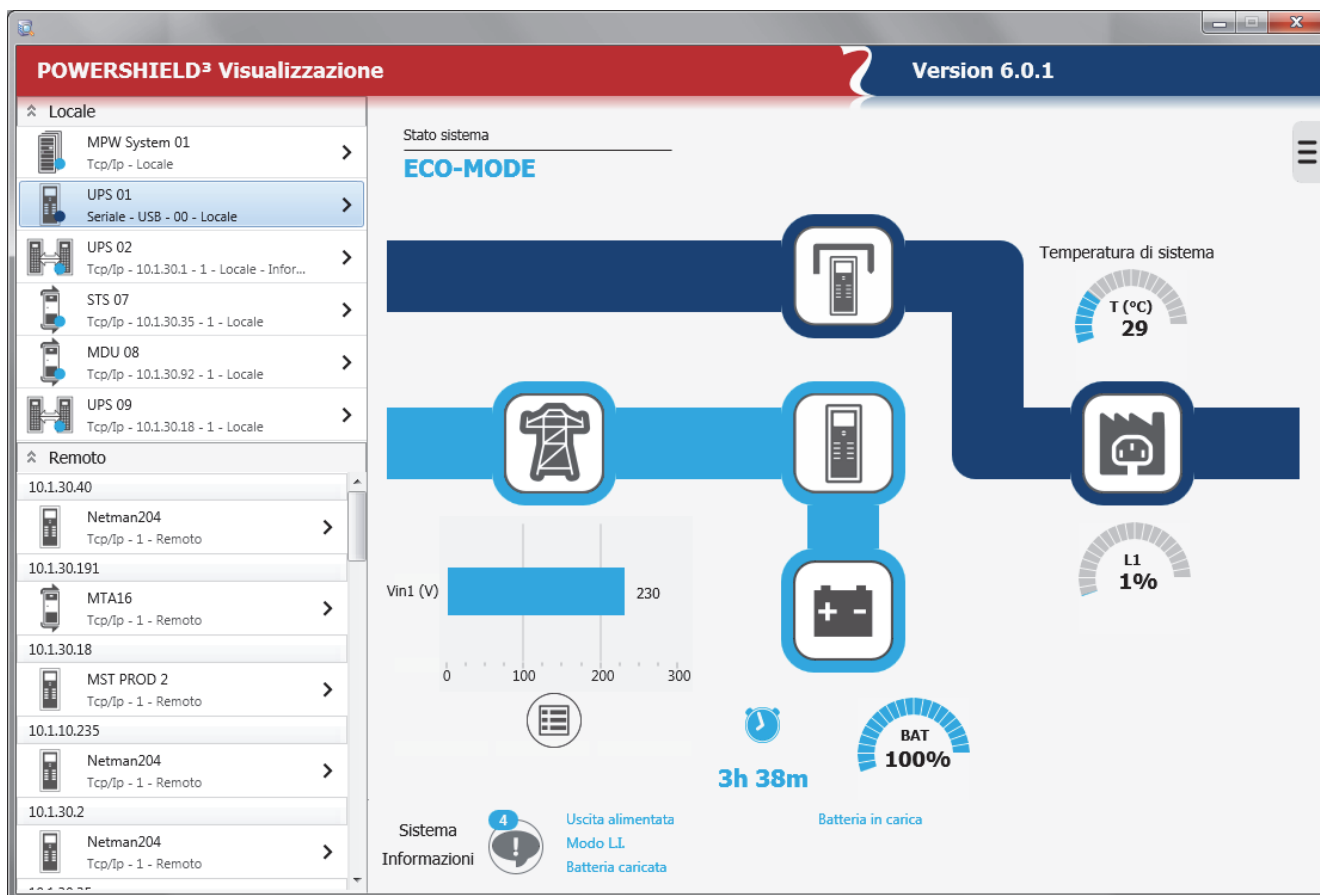 POWERSHIELD³ Visualizzazione
Version 6.0.1
Locale
MPW System 01
Tcp/Ip - Locale
UPS 01
Seriale - USB - 00 - Locale
UPS 02
Tcp/Ip - 10.1.30.1 - 1 - Locale - Infor...
STS 07
Tcp/Ip - 10.1.30.35 - 1 - Locale
MDU 08
Tcp/Ip - 10.1.30.92 - 1 - Locale
UPS 09
Tcp/Ip - 10.1.30.18 - 1 - Locale
Remoto
10.1.30.40
Netman204
Tcp/Ip - 1 - Remoto
10.1.30.191
MTA16
Tcp/Ip - 1 - Remoto
10.1.30.18
MST PROD 2
Tcp/Ip - 1 - Remoto
10.1.10.235
Netman204
Tcp/Ip - 1 - Remoto
10.1.30.2
Netman204
Tcp/Ip - 1 - Remoto
Stato sistema
ECO-MODE
Temperatura di sistema
T (°C)
29
L1
1%
Vin1 (V)
230
0 100 200 300
BAT
100%
3h 38m
Sistema
Informazioni
4
Uscita alimentata
Modo L.I.
Batteria caricata
Batteria in carica